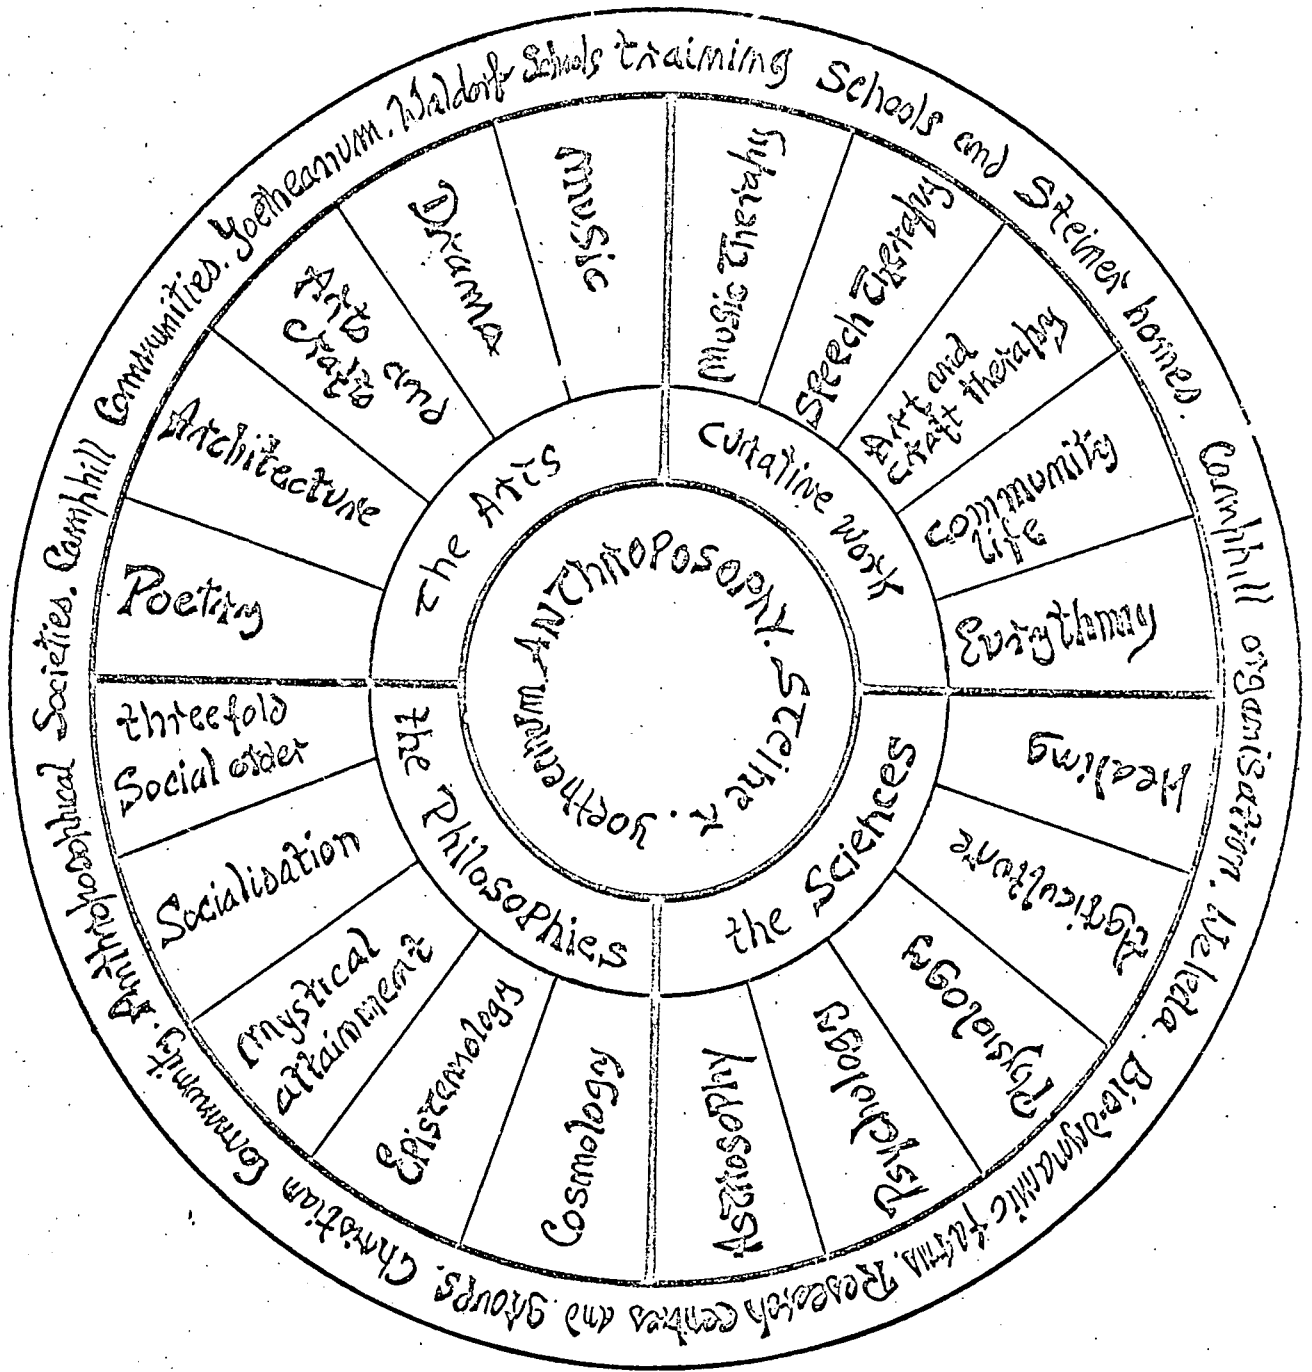 Waldorf Schools training Schools and Steiner homes. Camphill organisation. Weleda. Bio-dynamic farms. Research centres and groups. Christian Community. Anthroposophical Societies. Camphill Communities. Goetheanum.
Music Therapy
Speech Therapy
Art and
craft therapy
Community
life
Eurythmy
Healing
Agriculture
Physiology
Psychology
Astrosophy
Cosmology
Epistemology
Mystical
attainment
Socialisation
threefold
Social order
Poetry
Architecture
Arts and
Crafts
Drama
Music
The Arts
Curative work
the Sciences
the Philosophies
ANThROPOSOPHY. STeiNeR. Goetheanum.